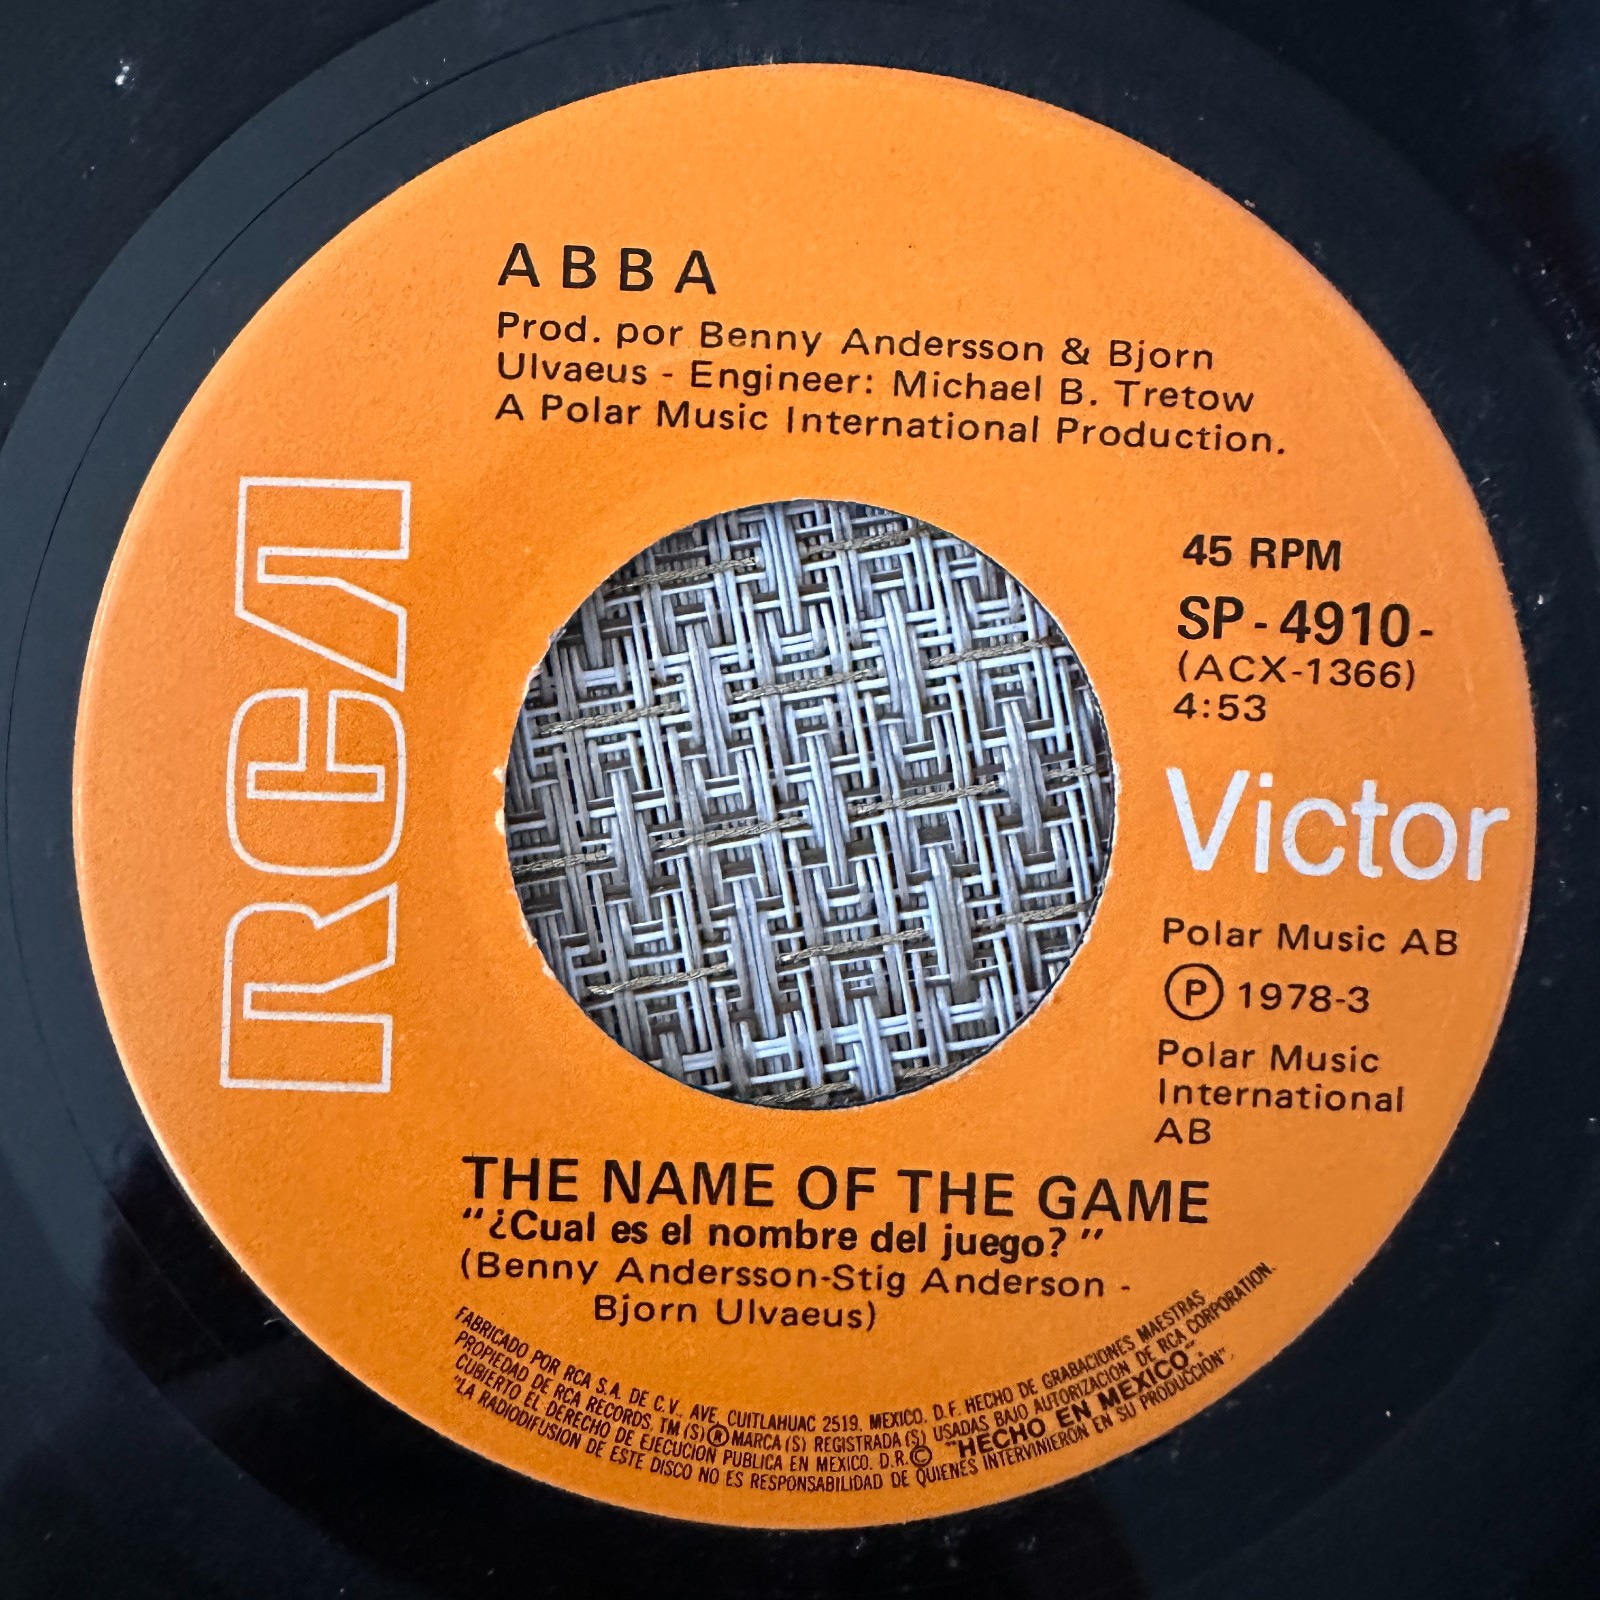 ABBA
Prod. por Benny Andersson & Bjorn
Ulvaeus - Engineer: Michael B. Tretow
A Polar Music International Production.
RCA
45 RPM
SP-4910-
(ACX-1366)
4:53
Victor
Polar Music AB
Ⓟ 1978-3
Polar Music
International
AB
THE NAME OF THE GAME
"¿Cual es el nombre del juego?"
(Benny Andersson-Stig Anderson -
Bjorn Ulvaeus)
FABRICADO POR RCA S.A. DE C.V. AVE. CUITLAHUAC 2519. MEXICO, D.F. HECHO DE GRABACIONES MAESTRAS
PROPIEDAD DE RCA RECORDS, TM (S) ® MARCA (S) REGISTRADA (S) USADAS BAJO AUTORIZACION DE RCA CORPORATION.
CUBIERTO EL DERECHO DE EJECUCION PUBLICA EN MEXICO. D.R. © "HECHO EN MEXICO".
"LA RADIODIFUSION DE ESTE DISCO NO ES RESPONSABILIDAD DE QUIENES INTERVINIERON EN SU PRODUCCION".